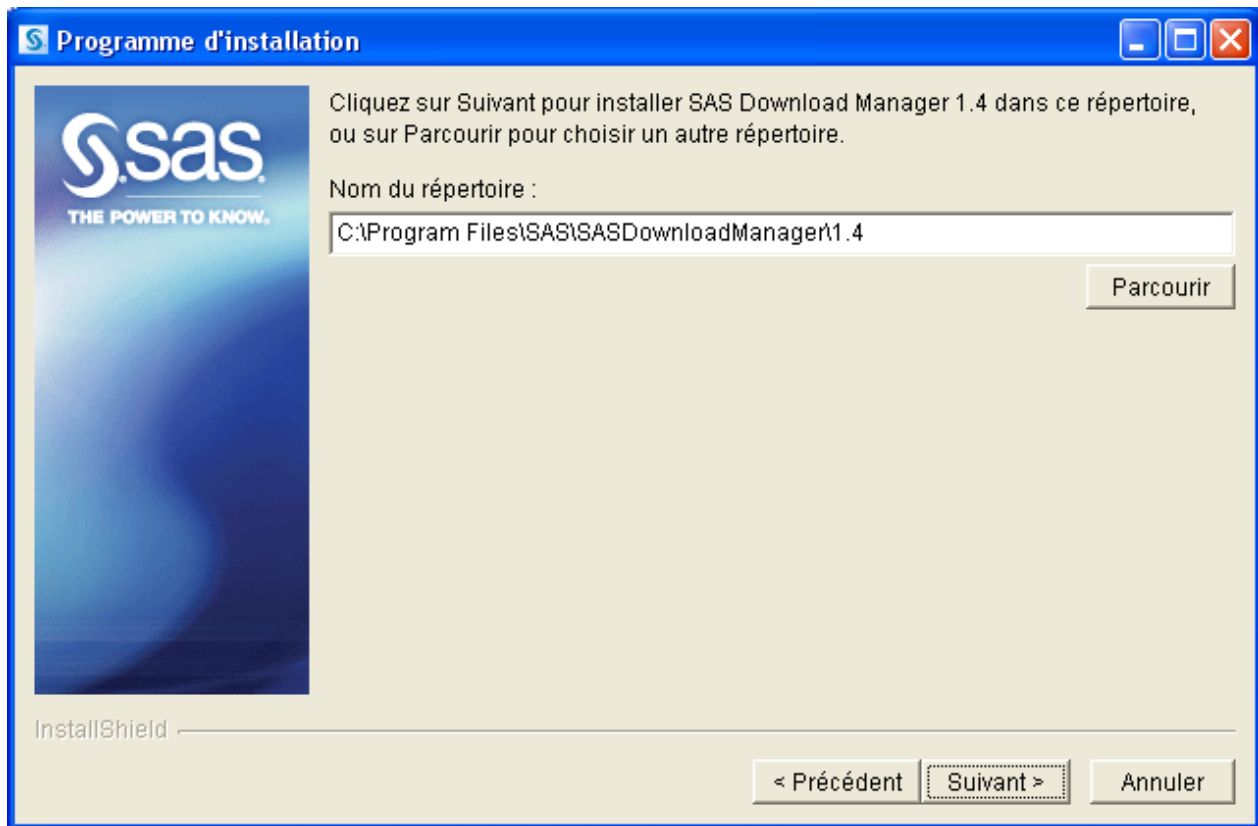 Programme d'installation
Ssas
THE POWER TO KNOW.
Cliquez sur Suivant pour installer SAS Download Manager 1.4 dans ce répertoire,
ou sur Parcourir pour choisir un autre répertoire.
Nom du répertoire :
C:\Program Files\SAS\SASDownloadManager\1.4
Parcourir
InstallShield
< Précédent
Suivant >
Annuler